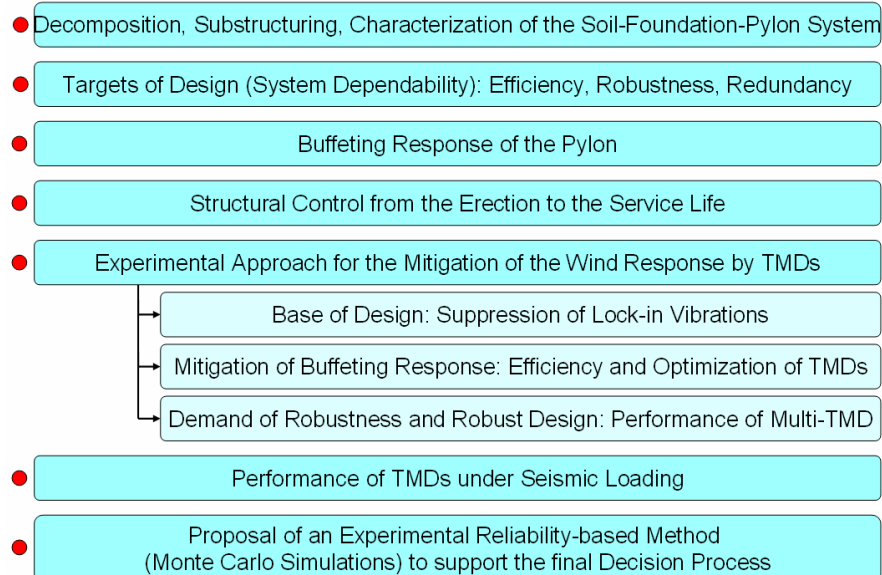 Decomposition, Substructuring, Characterization of the Soil-Foundation-Pylon System
Targets of Design (System Dependability): Efficiency, Robustness, Redundancy
Buffeting Response of the Pylon
Structural Control from the Erection to the Service Life
Experimental Approach for the Mitigation of the Wind Response by TMDs
Base of Design: Suppression of Lock-in Vibrations
Mitigation of Buffeting Response: Efficiency and Optimization of TMDs
Demand of Robustness and Robust Design: Performance of Multi-TMD
Performance of TMDs under Seismic Loading
Proposal of an Experimental Reliability-based Method
(Monte Carlo Simulations) to support the final Decision Process